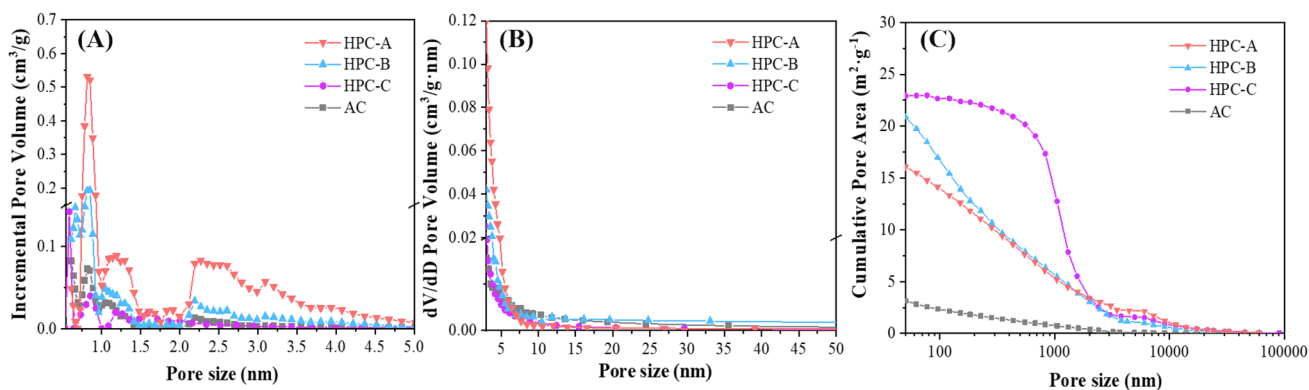 (A)
Incremental Pore Volume (cm³/g)
0.7
0.6
0.5
0.4
0.3
0.2
0.1
0.0
HPC-A
HPC-B
HPC-C
AC
1.0 1.5 2.0 2.5 3.0 3.5 4.0 4.5 5.0
Pore size (nm)
(B)
dV/dD Pore Volume (cm³/g·nm)
0.12
0.10
0.08
0.06
0.04
0.02
0.00
HPC-A
HPC-B
HPC-C
AC
5 10 15 20 25 30 35 40 45 50
Pore size (nm)
(C)
Cumulative Pore Area (m²·g⁻¹)
30
25
20
15
10
5
0
HPC-A
HPC-B
HPC-C
AC
100 1000 10000 100000
Pore size (nm)